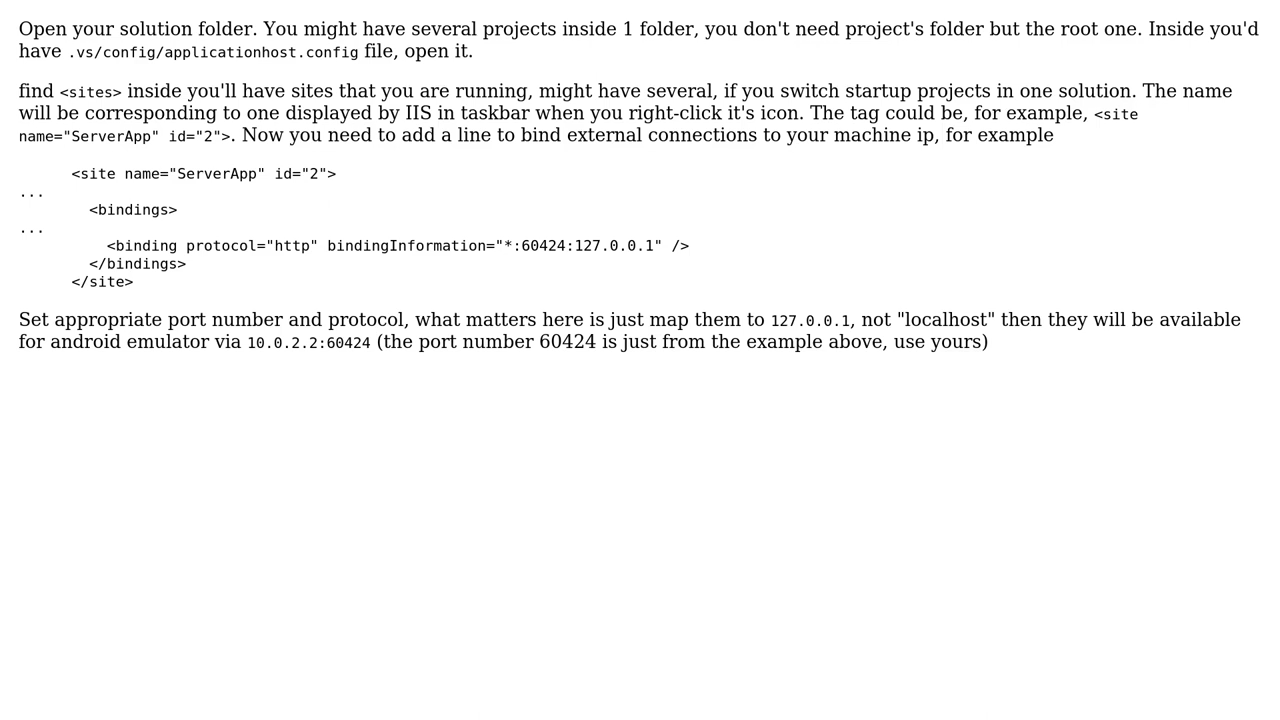 Open your solution folder. You might have several projects inside 1 folder, you don't need project's folder but the root one. Inside you'd
have .vs/config/applicationhost.config file, open it.
find <sites> inside you'll have sites that you are running, might have several, if you switch startup projects in one solution. The name
will be corresponding to one displayed by IIS in taskbar when you right-click it's icon. The tag could be, for example, <site
name="ServerApp" id="2">. Now you need to add a line to bind external connections to your machine ip, for example
<site name="ServerApp" id="2">
...
<bindings>
...
<binding protocol="http" bindingInformation="*:60424:127.0.0.1" />
</bindings>
</site>
Set appropriate port number and protocol, what matters here is just map them to 127.0.0.1, not "localhost" then they will be available
for android emulator via 10.0.2.2:60424 (the port number 60424 is just from the example above, use yours)